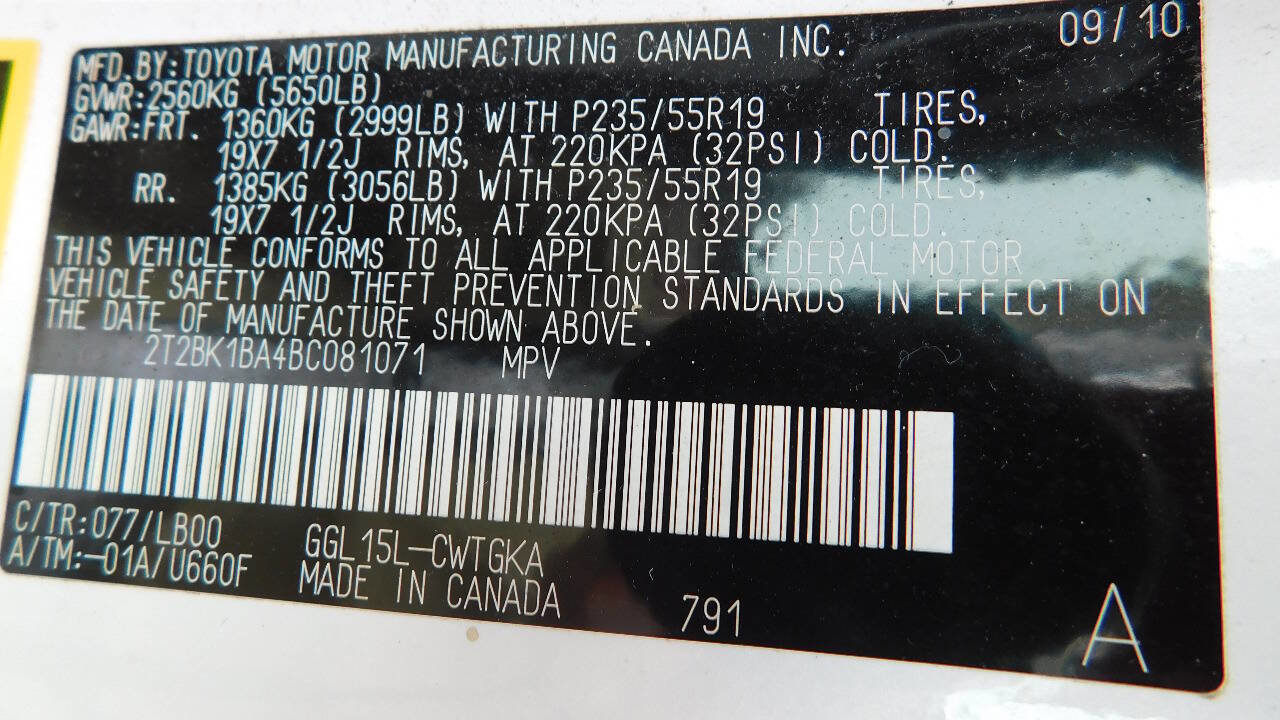 09/10
MFD.BY:TOYOTA MOTOR MANUFACTURING CANADA INC.
GVWR:2560KG (5650LB)
GAWR:FRT. 1360KG (2999LB) WITH P235/55R19 TIRES,
19X7 1/2J RIMS, AT 220KPA (32PSI) COLD.
RR. 1385KG (3056LB) WITH P235/55R19 TIRES,
19X7 1/2J RIMS, AT 220KPA (32PSI) COLD.
THIS VEHICLE CONFORMS TO ALL APPLICABLE FEDERAL MOTOR
VEHICLE SAFETY AND THEFT PREVENTION STANDARDS IN EFFECT ON
THE DATE OF MANUFACTURE SHOWN ABOVE.
2T2BK1BA4BC081071 MPV
C/TR:077/LB00 GGL15L-CWTGKA
A/TM:-01A/U660F MADE IN CANADA 791
A